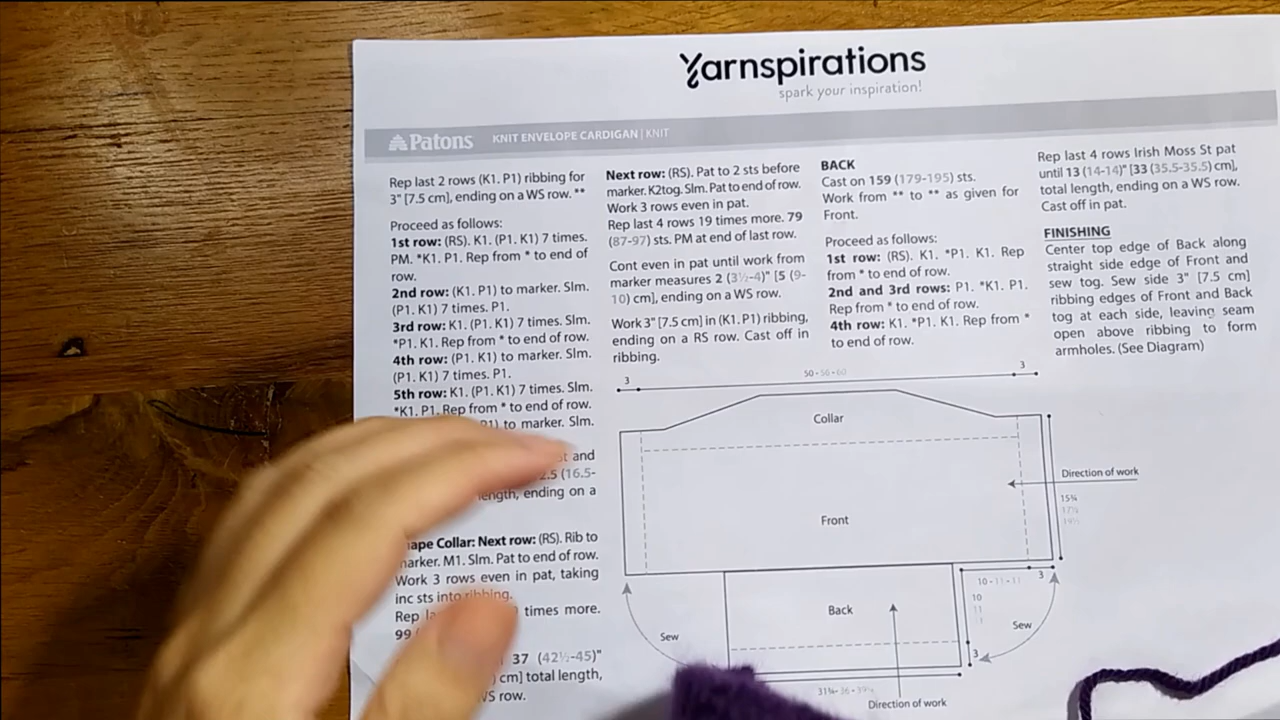 Yarnspirations
spark your inspiration!
Patons KNIT ENVELOPE CARDIGAN | KNIT
Rep last 2 rows (K1. P1) ribbing for
3" [7.5 cm], ending on a WS row. **
Proceed as follows:
1st row: (RS). K1. (P1. K1) 7 times.
PM. *K1. P1. Rep from * to end of
row.
2nd row: (K1. P1) to marker. Slm.
(P1. K1) 7 times. P1.
3rd row: K1. (P1. K1) 7 times. Slm.
*P1. K1. Rep from * to end of row.
4th row: (P1. K1) to marker. Slm.
(P1. K1) 7 times. P1.
5th row: K1. (P1. K1) 7 times. Slm.
*K1. P1. Rep from * to end of row.
to marker. Slm.
and
(16.5-
ending on a
Collar: Next row: (RS). Rib to
marker. M1. Slm. Pat to end of row.
Work 3 rows even in pat, taking
inc sts into ribbing.
Rep times more.
99
37 (42½-45)"
cm] total length,
row.
Next row: (RS). Pat to 2 sts before
marker. K2tog. Slm. Pat to end of row.
Work 3 rows even in pat.
Rep last 4 rows 19 times more. 79
(87-97) sts. PM at end of last row.
Cont even in pat until work from
marker measures 2 (3½-4)" [5 (9-
10) cm], ending on a WS row.
Work 3" [7.5 cm] in (K1. P1) ribbing,
ending on a RS row. Cast off in
ribbing.
BACK
Cast on 159 (179-195) sts.
Work from ** to ** as given for
Front.
Proceed as follows:
1st row: (RS). K1. *P1. K1. Rep
from * to end of row.
2nd and 3rd rows: P1. *K1. P1.
Rep from * to end of row.
4th row: K1. *P1. K1. Rep from *
to end of row.
Rep last 4 rows Irish Moss St pat
until 13 (14-14)" [33 (35.5-35.5) cm],
total length, ending on a WS row.
Cast off in pat.
FINISHING
Center top edge of Back along
straight side edge of Front and
sew tog. Sew side 3" [7.5 cm]
ribbing edges of Front and Back
tog at each side, leaving seam
open above ribbing to form
armholes. (See Diagram)
3
50 - 56 - 60
3
Collar
Direction of work
15¾
Front
10 - 11 - 11
3
10
11
11
Back
Sew
Sew
3
Direction of work